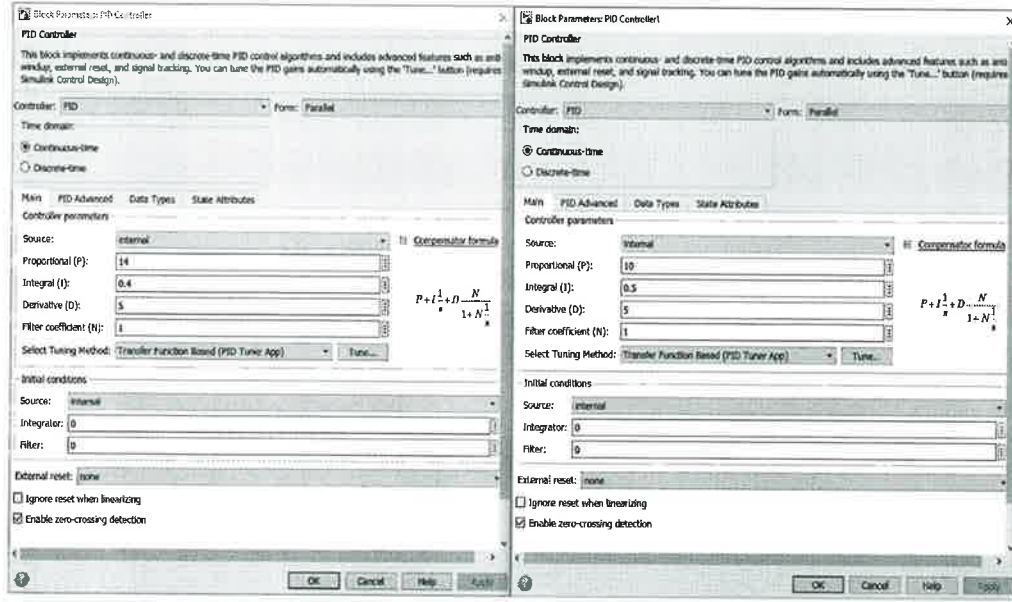 Block Parameters: PID Controller
PID Controller
This block implements continuous- and discrete-time PID control algorithms and includes advanced features such as anti
windup, external reset, and signal tracking. You can tune the PID gains automatically using the 'Tune...' button (requires
Simulink Control Design).
Controller: PID
Form: Parallel
Time domain:
Continuous-time
Discrete-time
Main PID Advanced Data Types State Attributes
Controller parameters
Source: internal
Compensator formula
Proportional (P): 14
Integral (I): 0.4
Derivative (D): 5
P+I 1/s +D N/(1+N 1/s)
Filter coefficient (N): 1
Select Tuning Method: Transfer Function Based (PID Tuner App) Tune...
Initial conditions
Source: internal
Integrator: 0
Filter: 0
External reset: none
Ignore reset when linearizing
Enable zero-crossing detection
OK Cancel Help Apply
Block Parameters: PID Controller1
PID Controller
This block implements continuous- and discrete-time PID control algorithms and includes advanced features such as anti
windup, external reset, and signal tracking. You can tune the PID gains automatically using the 'Tune...' button (requires
Simulink Control Design).
Controller: PID
Form: Parallel
Time domain:
Continuous-time
Discrete-time
Main PID Advanced Data Types State Attributes
Controller parameters
Source: internal
Compensator formula
Proportional (P): 10
Integral (I): 0.5
Derivative (D): 5
P+I 1/s +D N/(1+N 1/s)
Filter coefficient (N): 1
Select Tuning Method: Transfer Function Based (PID Tuner App) Tune...
Initial conditions
Source: internal
Integrator: 0
Filter: 0
External reset: none
Ignore reset when linearizing
Enable zero-crossing detection
OK Cancel Help Apply